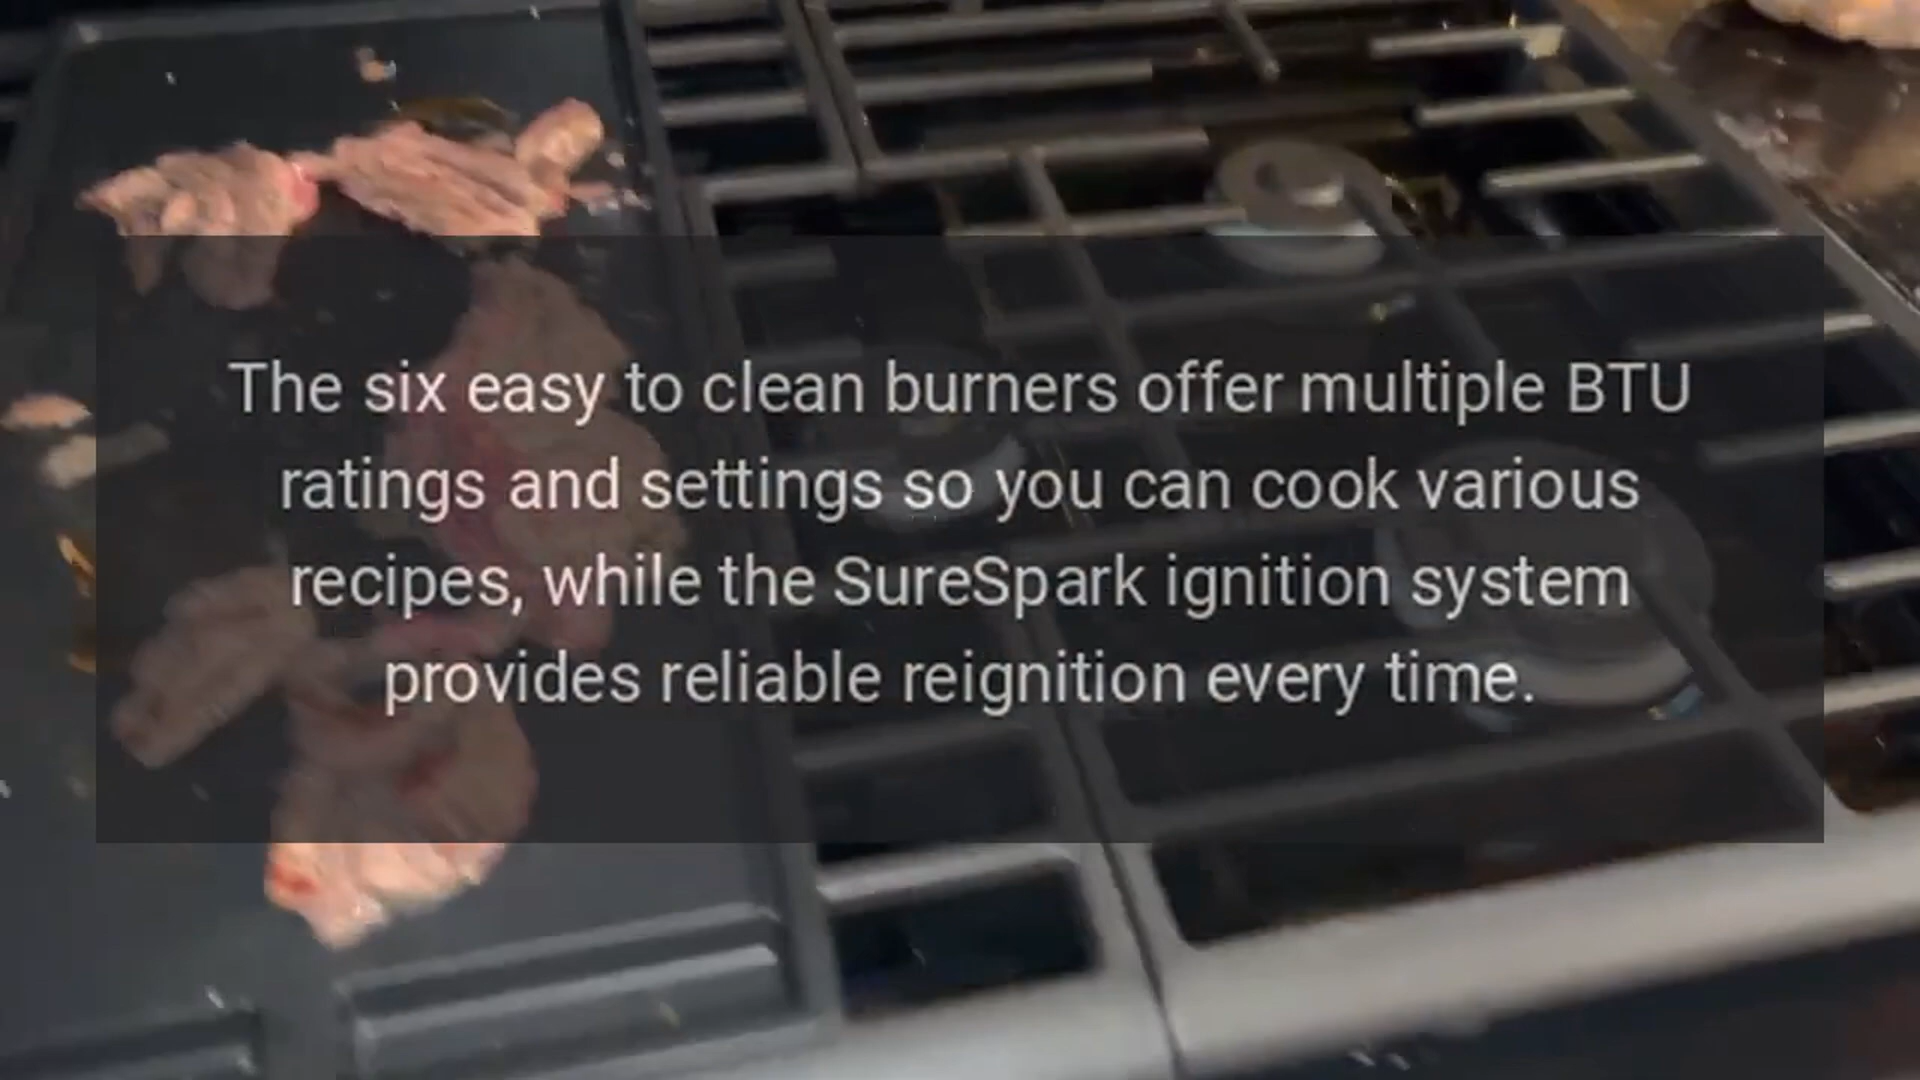 The six easy to clean burners offer multiple BTU
ratings and settings so you can cook various
recipes, while the SureSpark ignition system
provides reliable reignition every time.